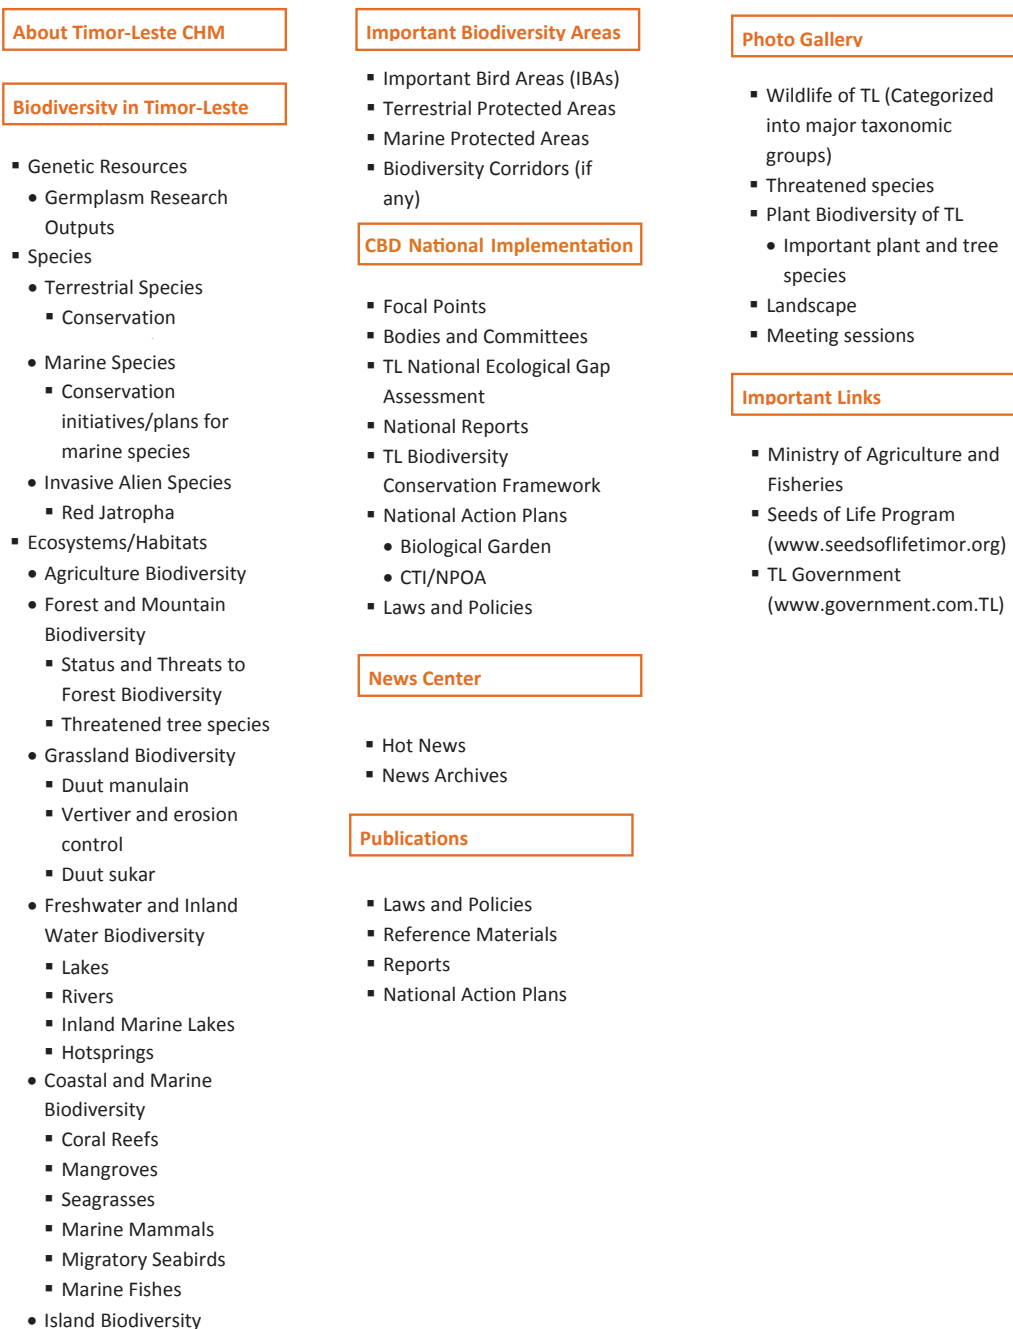 About Timor-Leste CHM
Biodiversity in Timor-Leste
▪ Genetic Resources
• Germplasm Research
Outputs
▪ Species
• Terrestrial Species
▪ Conservation
• Marine Species
▪ Conservation
initiatives/plans for
marine species
• Invasive Alien Species
▪ Red Jatropha
▪ Ecosystems/Habitats
• Agriculture Biodiversity
• Forest and Mountain
Biodiversity
▪ Status and Threats to
Forest Biodiversity
▪ Threatened tree species
• Grassland Biodiversity
▪ Duut manulain
▪ Vertiver and erosion
control
▪ Duut sukar
• Freshwater and Inland
Water Biodiversity
▪ Lakes
▪ Rivers
▪ Inland Marine Lakes
▪ Hotsprings
• Coastal and Marine
Biodiversity
▪ Coral Reefs
▪ Mangroves
▪ Seagrasses
▪ Marine Mammals
▪ Migratory Seabirds
▪ Marine Fishes
• Island Biodiversity
Important Biodiversity Areas
▪ Important Bird Areas (IBAs)
▪ Terrestrial Protected Areas
▪ Marine Protected Areas
▪ Biodiversity Corridors (if
any)
CBD National Implementation
▪ Focal Points
▪ Bodies and Committees
▪ TL National Ecological Gap
Assessment
▪ National Reports
▪ TL Biodiversity
Conservation Framework
▪ National Action Plans
• Biological Garden
• CTI/NPOA
▪ Laws and Policies
News Center
▪ Hot News
▪ News Archives
Publications
▪ Laws and Policies
▪ Reference Materials
▪ Reports
▪ National Action Plans
Photo Gallery
▪ Wildlife of TL (Categorized
into major taxonomic
groups)
▪ Threatened species
▪ Plant Biodiversity of TL
• Important plant and tree
species
▪ Landscape
▪ Meeting sessions
Important Links
▪ Ministry of Agriculture and
Fisheries
▪ Seeds of Life Program
(www.seedsoflifetimor.org)
▪ TL Government
(www.government.com.TL)